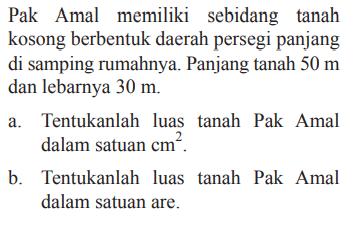 Pak Amal memiliki sebidang tanah
kosong berbentuk daerah persegi panjang
di samping rumahnya. Panjang tanah 50 m
dan lebarnya 30 m.
a. Tentukanlah luas tanah Pak Amal
dalam satuan cm².
b. Tentukanlah luas tanah Pak Amal
dalam satuan are.